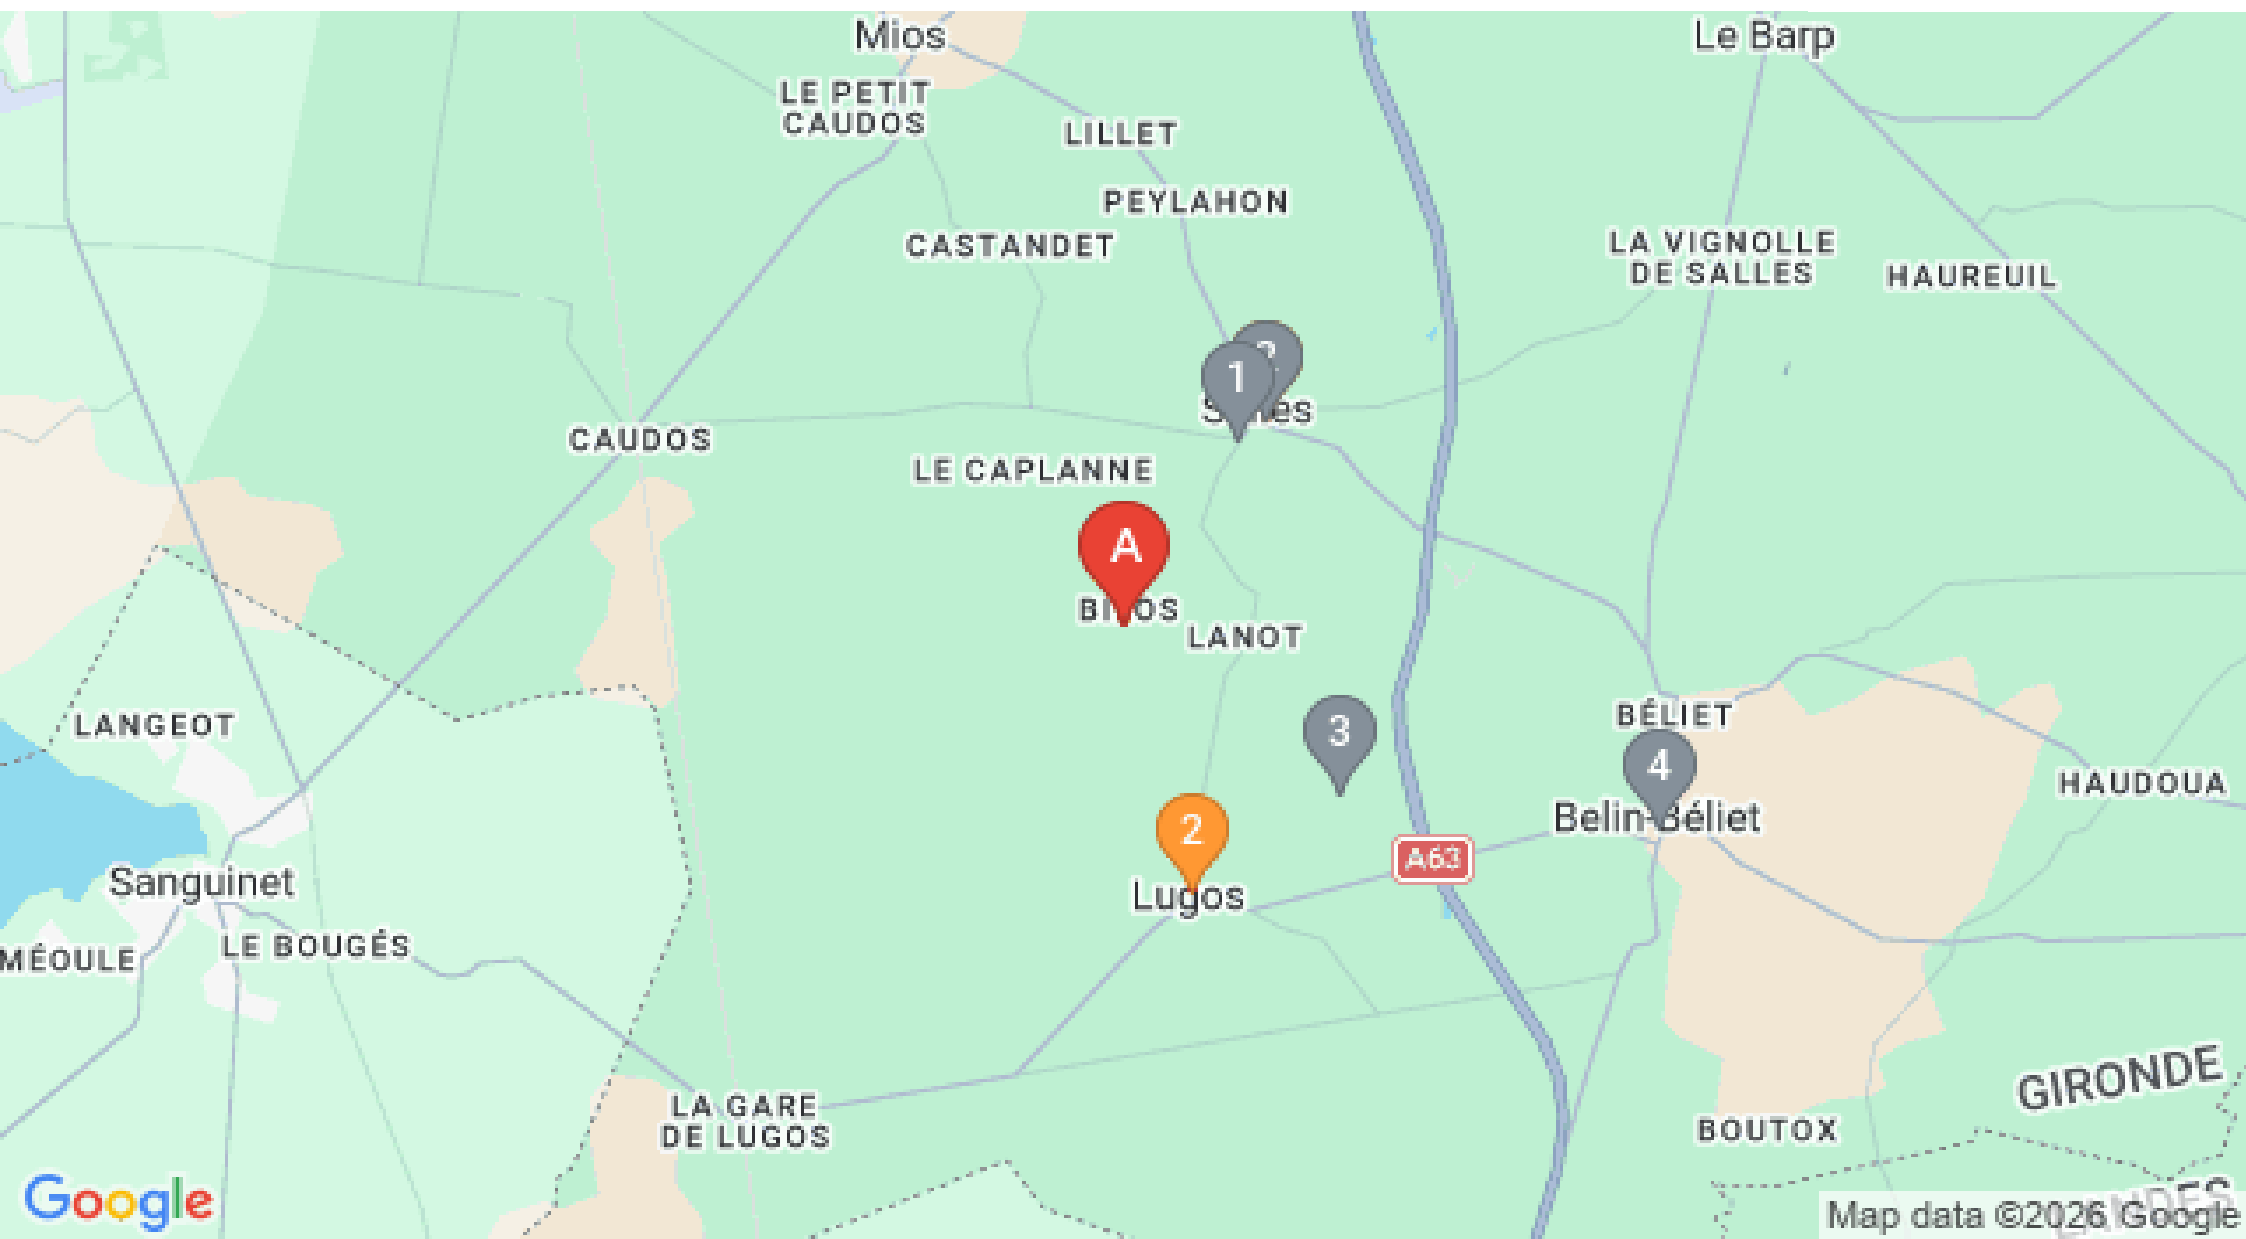 Mios
Le Barp
LE PETIT
CAUDOS
LILLET
PEYLAHON
CASTANDET
LA VIGNOLLE
DE SALLES
HAUREUIL
2
1
CAUDOS
LE CAPLANNE
A
LANOT
LANGEOT
3
BÉLIET
4
HAUDOUA
Belin-Béliet
2
A63
Sanguinet
Lugos
LE BOUGÉS
MÉOULE
LA GARE
DE LUGOS
GIRONDE
BOUTOX
Google
Map data ©2026 Google